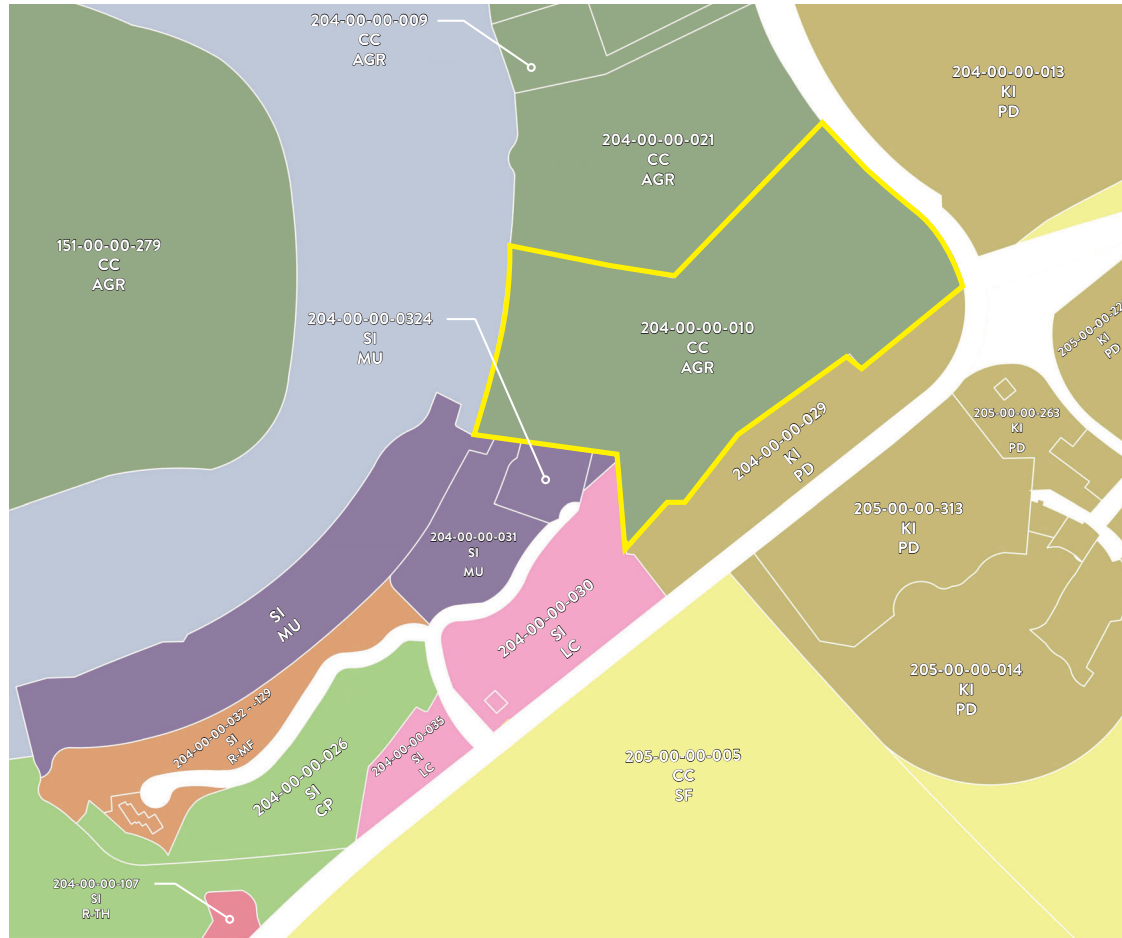 204-00-00-009
CC
AGR
204-00-00-013
KI
PD
204-00-00-021
CC
AGR
151-00-00-279
CC
AGR
204-00-00-0324
SI
MU
204-00-00-010
CC
AGR
KI
PD
204-00-00-029
KI
PD
205-00-00-263
KI
PD
205-00-00-313
KI
PD
204-00-00-031
SI
MU
204-00-00-030
SI
LC
SI
MU
205-00-00-014
KI
PD
204-00-00-032 - -129
SI
R-MF
204-00-00-035
SI
LC
204-00-00-026
SI
CP
205-00-00-005
CC
SF
204-00-00-107
SI
R-TH